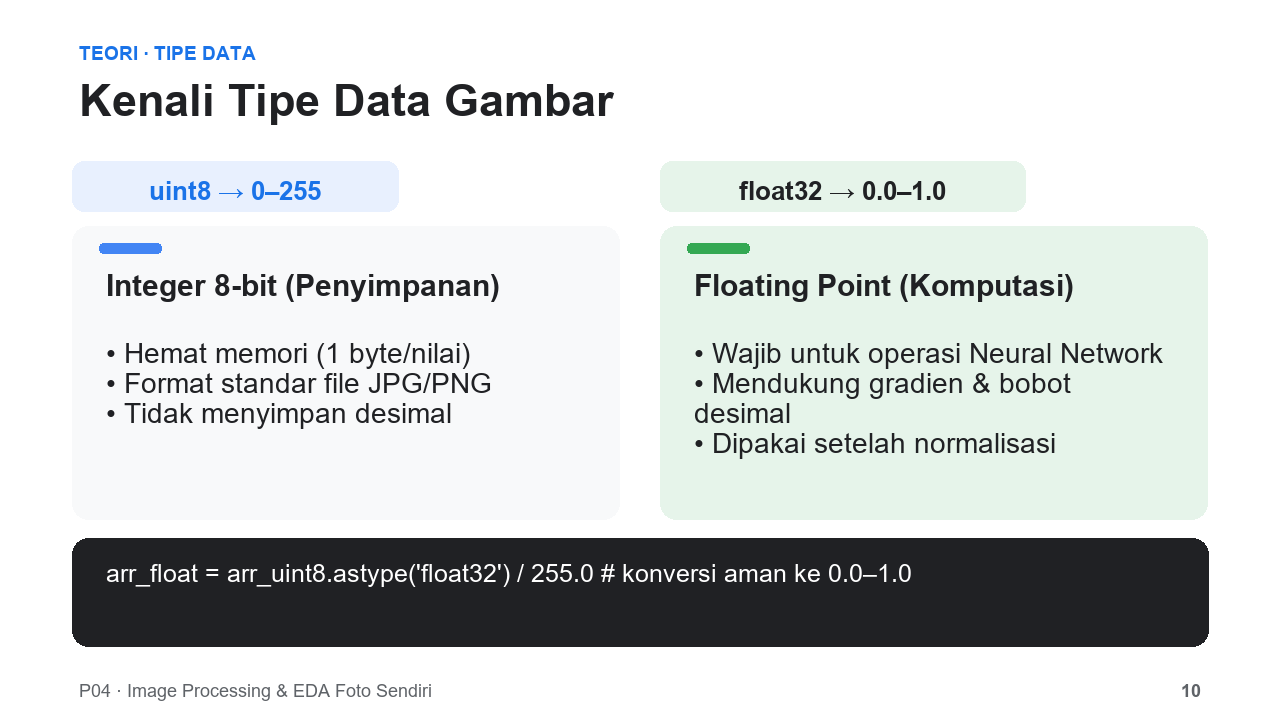 TEORI · TIPE DATA
Kenali Tipe Data Gambar
uint8 → 0–255
Integer 8-bit (Penyimpanan)
• Hemat memori (1 byte/nilai)
• Format standar file JPG/PNG
• Tidak menyimpan desimal
float32 → 0.0–1.0
Floating Point (Komputasi)
• Wajib untuk operasi Neural Network
• Mendukung gradien & bobot
desimal
• Dipakai setelah normalisasi
arr_float = arr_uint8.astype('float32') / 255.0 # konversi aman ke 0.0–1.0
P04 · Image Processing & EDA Foto Sendiri
10